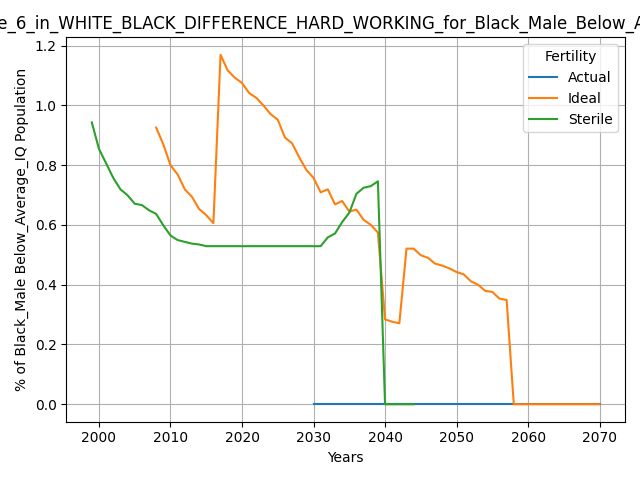 e_6_in_WHITE_BLACK_DIFFERENCE_HARD_WORKING_for_Black_Male_Below_A
Fertility
Actual
Ideal
Sterile
% of Black_Male Below_Average_IQ Population
1.2
1.0
0.8
0.6
0.4
0.2
0.0
2000 2010 2020 2030 2040 2050 2060 2070
Years